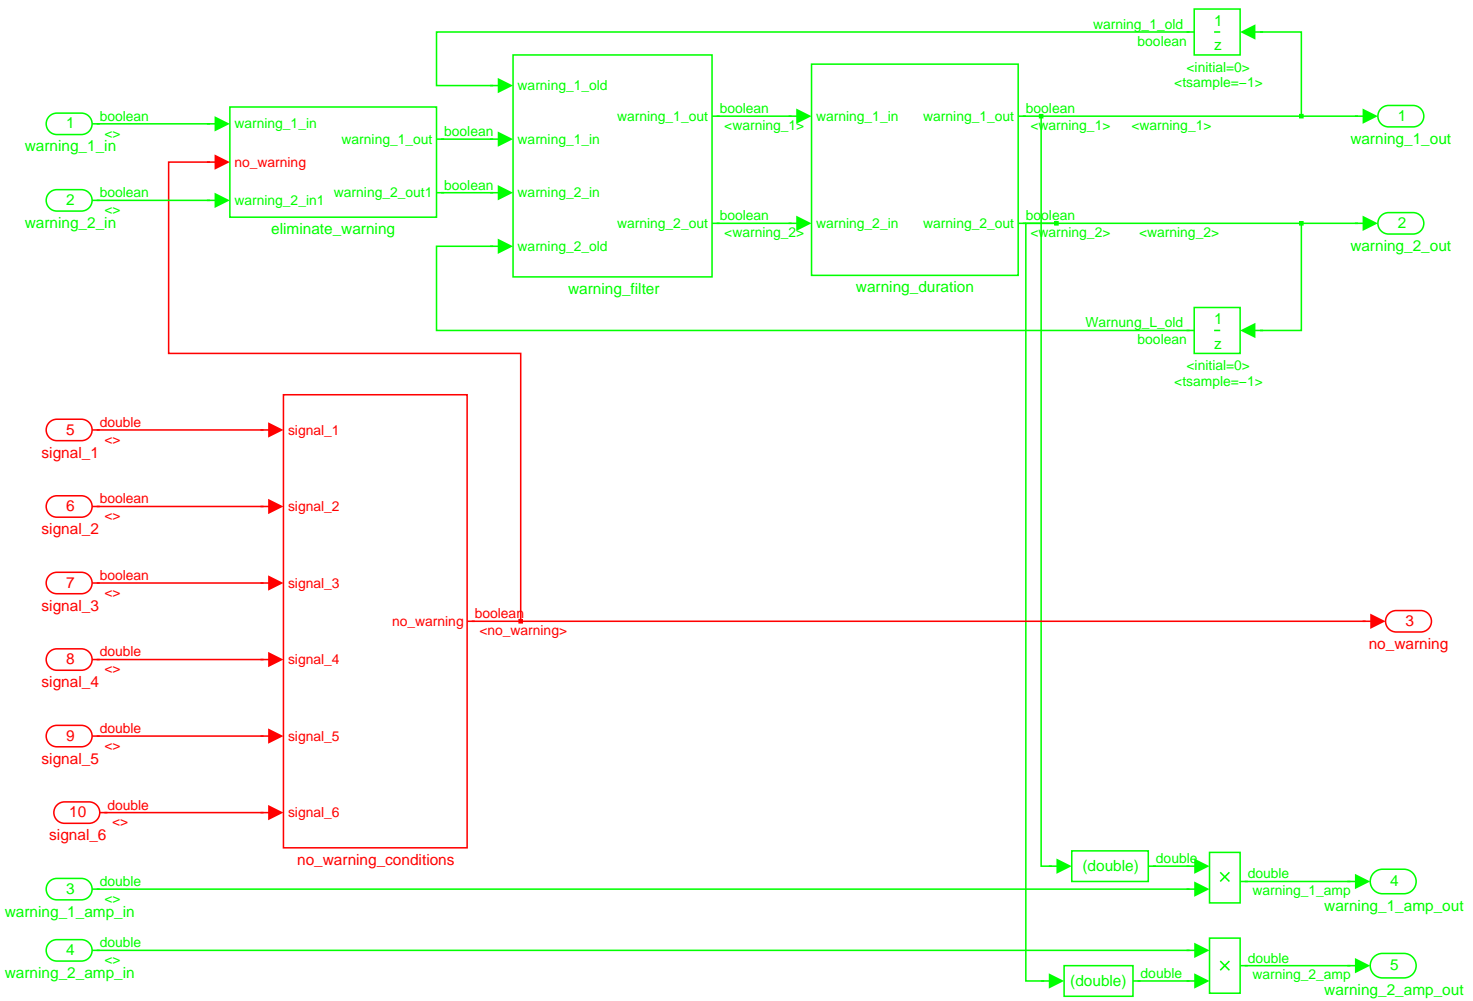 warning_1_old
boolean
1
z
<initial=0>
<tsample=−1>
1
boolean
<>
warning_1_in
2
boolean
<>
warning_2_in
warning_1_in
no_warning
warning_2_in1
warning_1_out
warning_2_out1
eliminate_warning
boolean
boolean
warning_1_old
warning_1_in
warning_2_in
warning_2_old
warning_1_out
warning_2_out
warning_filter
boolean
<warning_1>
boolean
<warning_2>
warning_1_in
warning_2_in
warning_1_out
warning_2_out
warning_duration
boolean
<warning_1>
<warning_1>
boolean
<warning_2>
<warning_2>
1
warning_1_out
2
warning_2_out
Warnung_L_old
boolean
1
z
<initial=0>
<tsample=−1>
5
double
<>
signal_1
6
boolean
<>
signal_2
7
boolean
<>
signal_3
8
double
<>
signal_4
9
double
<>
signal_5
10
double
<>
signal_6
signal_1
signal_2
signal_3
signal_4
signal_5
signal_6
no_warning
no_warning_conditions
boolean
<no_warning>
3
no_warning
3
double
<>
warning_1_amp_in
4
double
<>
warning_2_amp_in
(double)
double
×
double
warning_1_amp
4
warning_1_amp_out
(double)
double
×
double
warning_2_amp
5
warning_2_amp_out